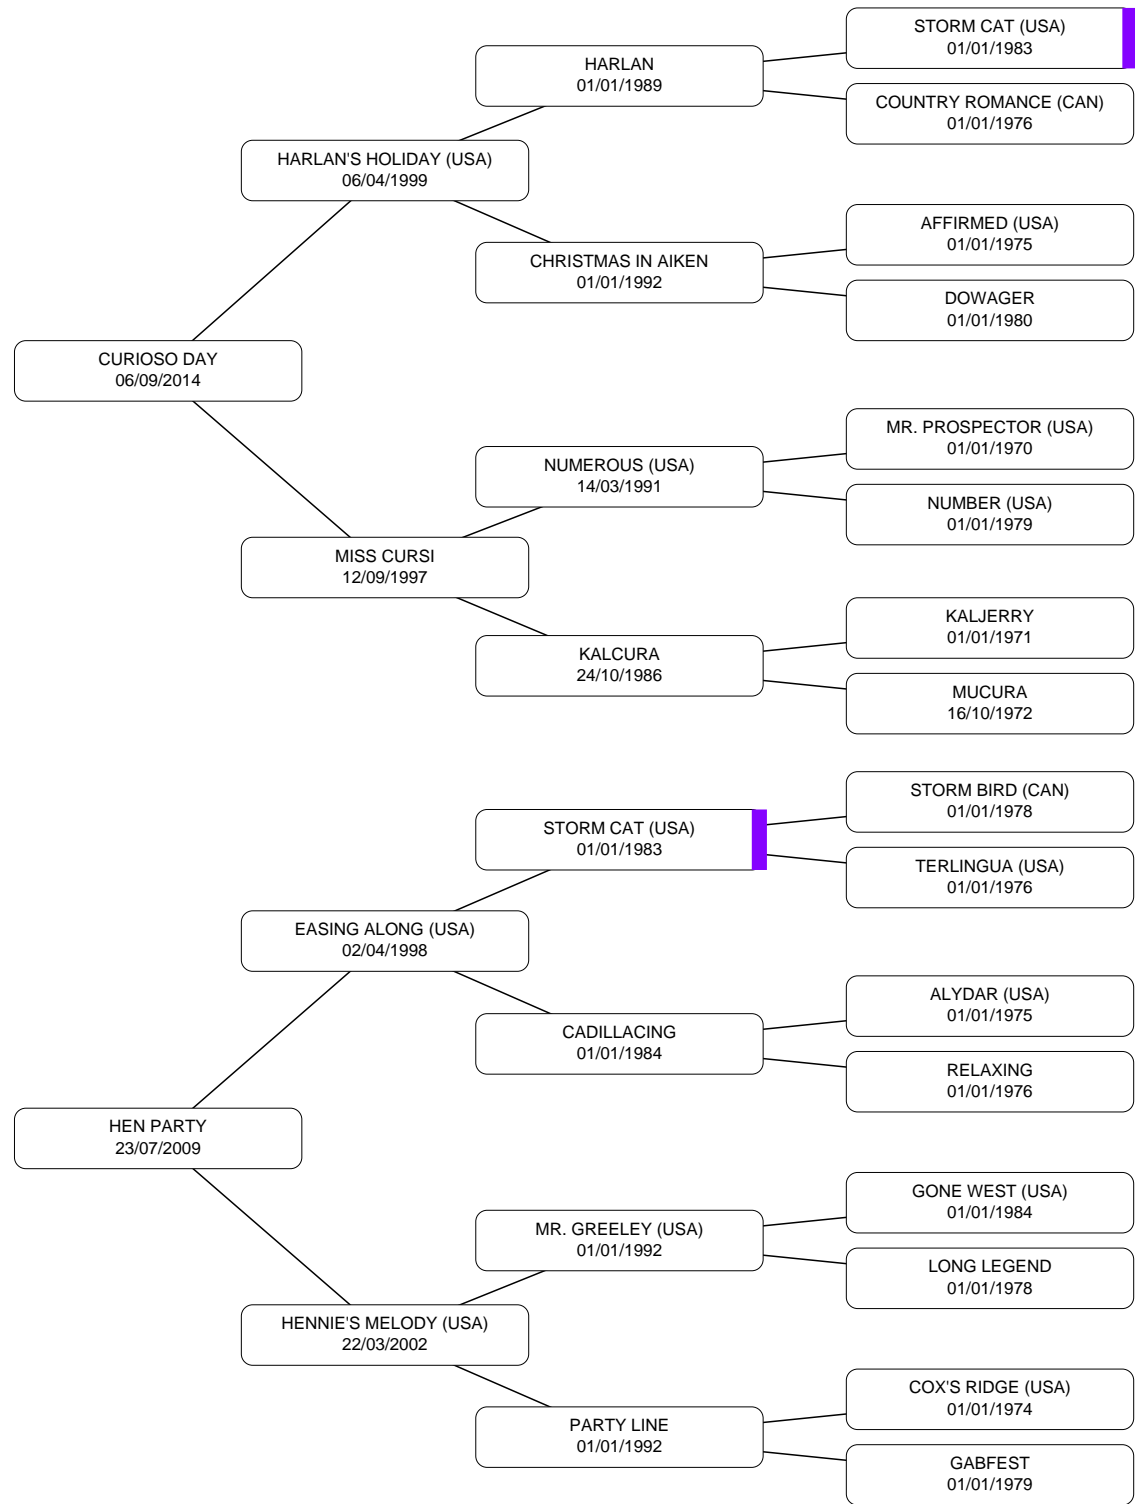 STORM CAT (USA)
01/01/1983
HARLAN
01/01/1989
COUNTRY ROMANCE (CAN)
01/01/1976
HARLAN'S HOLIDAY (USA)
06/04/1999
AFFIRMED (USA)
01/01/1975
CHRISTMAS IN AIKEN
01/01/1992
DOWAGER
01/01/1980
CURIOSO DAY
06/09/2014
MR. PROSPECTOR (USA)
01/01/1970
NUMEROUS (USA)
14/03/1991
NUMBER (USA)
01/01/1979
MISS CURSI
12/09/1997
KALJERRY
01/01/1971
KALCURA
24/10/1986
MUCURA
16/10/1972
STORM BIRD (CAN)
01/01/1978
STORM CAT (USA)
01/01/1983
TERLINGUA (USA)
01/01/1976
EASING ALONG (USA)
02/04/1998
ALYDAR (USA)
01/01/1975
CADILLACING
01/01/1984
RELAXING
01/01/1976
HEN PARTY
23/07/2009
GONE WEST (USA)
01/01/1984
MR. GREELEY (USA)
01/01/1992
LONG LEGEND
01/01/1978
HENNIE'S MELODY (USA)
22/03/2002
COX'S RIDGE (USA)
01/01/1974
PARTY LINE
01/01/1992
GABFEST
01/01/1979